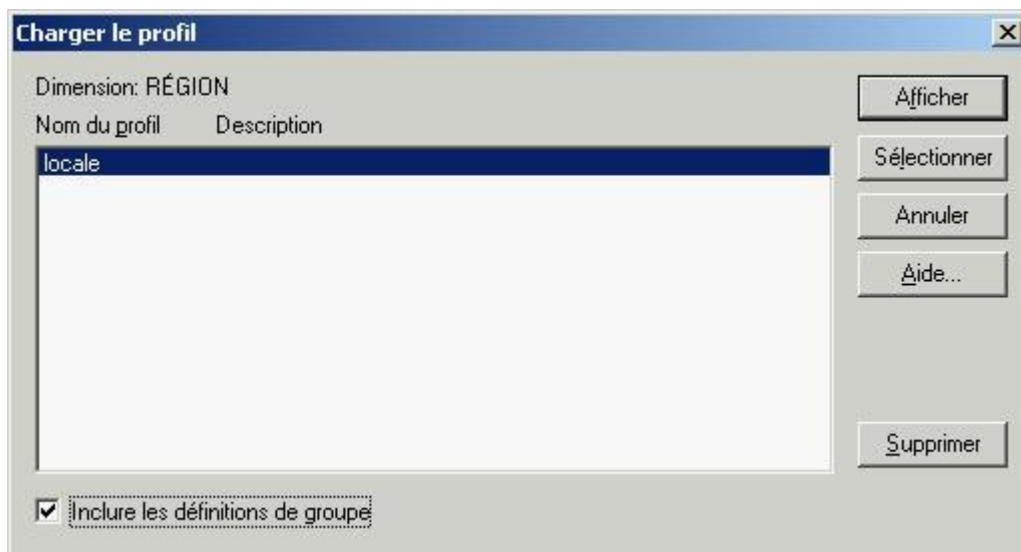 Charger le profil
Dimension: RÉGION
Nom du profil Description
locale
Afficher
Sélectionner
Annuler
Aide...
Supprimer
Inclure les définitions de groupe